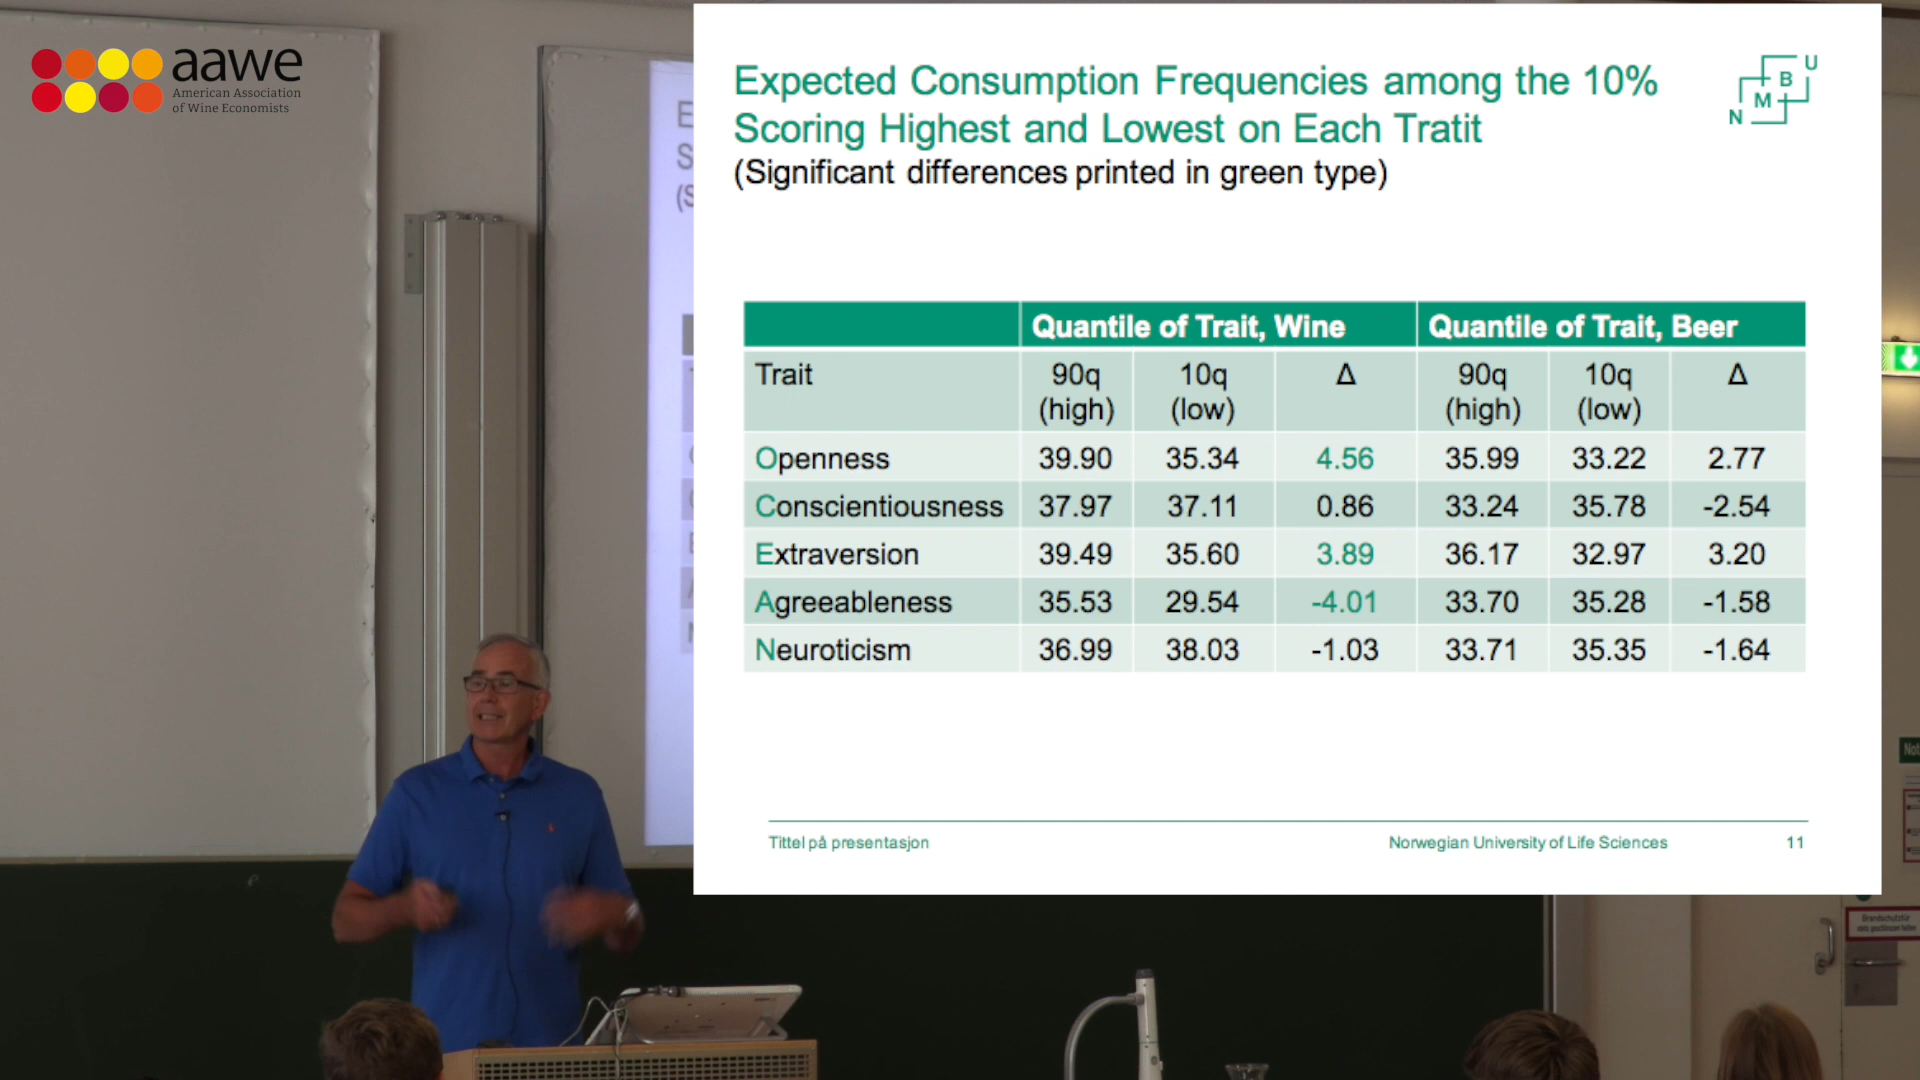 aawe
American Association
of Wine Economists
Expected Consumption Frequencies among the 10%
Scoring Highest and Lowest on Each Tratit
(Significant differences printed in green type)
N M B U
Quantile of Trait, Wine Quantile of Trait, Beer
Trait 90q (high) 10q (low) Δ 90q (high) 10q (low) Δ
Openness 39.90 35.34 4.56 35.99 33.22 2.77
Conscientiousness 37.97 37.11 0.86 33.24 35.78 -2.54
Extraversion 39.49 35.60 3.89 36.17 32.97 3.20
Agreeableness 35.53 29.54 -4.01 33.70 35.28 -1.58
Neuroticism 36.99 38.03 -1.03 33.71 35.35 -1.64
Tittel på presentasjon Norwegian University of Life Sciences 11